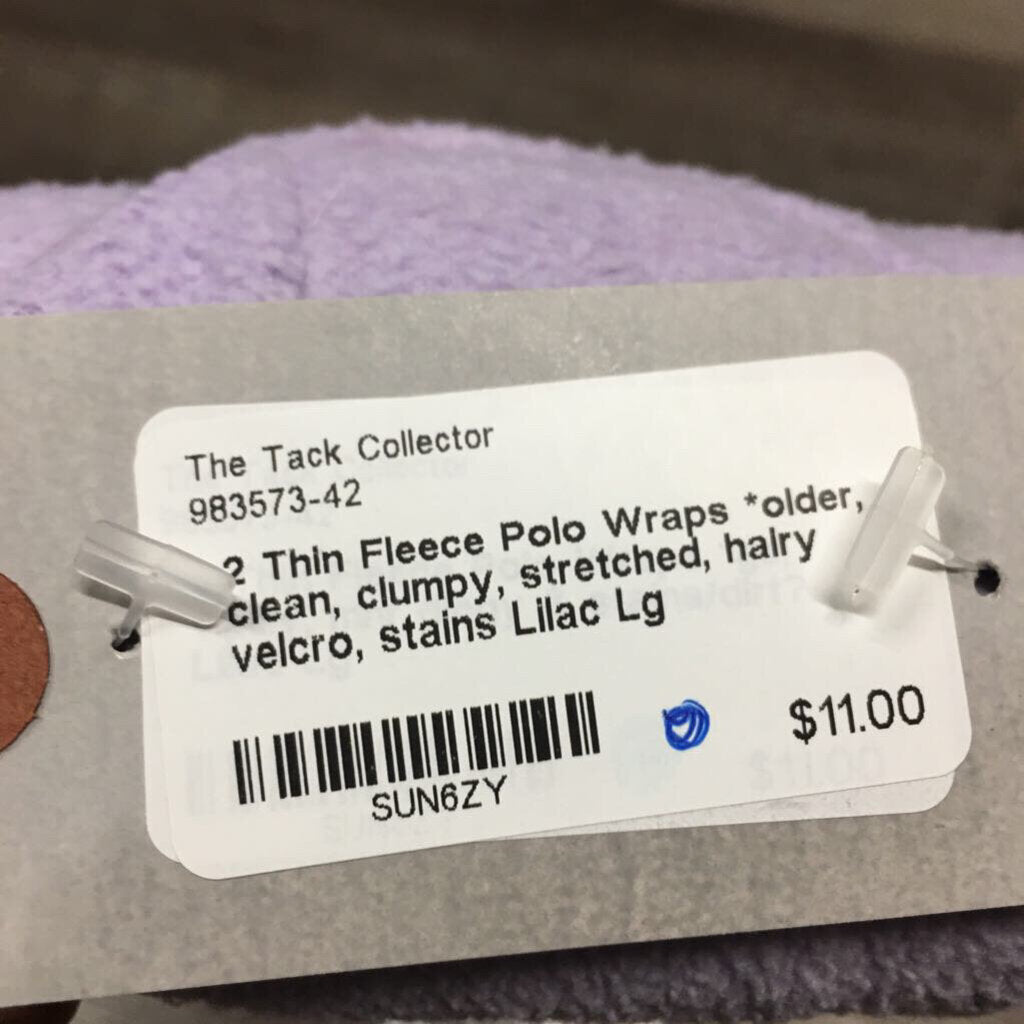 The Tack Collector
983573-42
2 Thin Fleece Polo Wraps *older,
clean, clumpy, stretched, hairy
velcro, stains Lilac Lg
$11.00
SUN6ZY